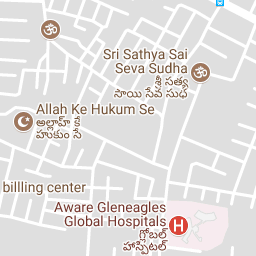 Sri Sathya Sai
Seva Sudha
శ్రీ సత్య
సాయి సేవ సుధ
Allah Ke Hukum Se
అల్లాహ్ కే
హుకుం సే
billling center
Aware Gleneagles
Global Hospitals
గ్లోబల్
హాస్పిటల్